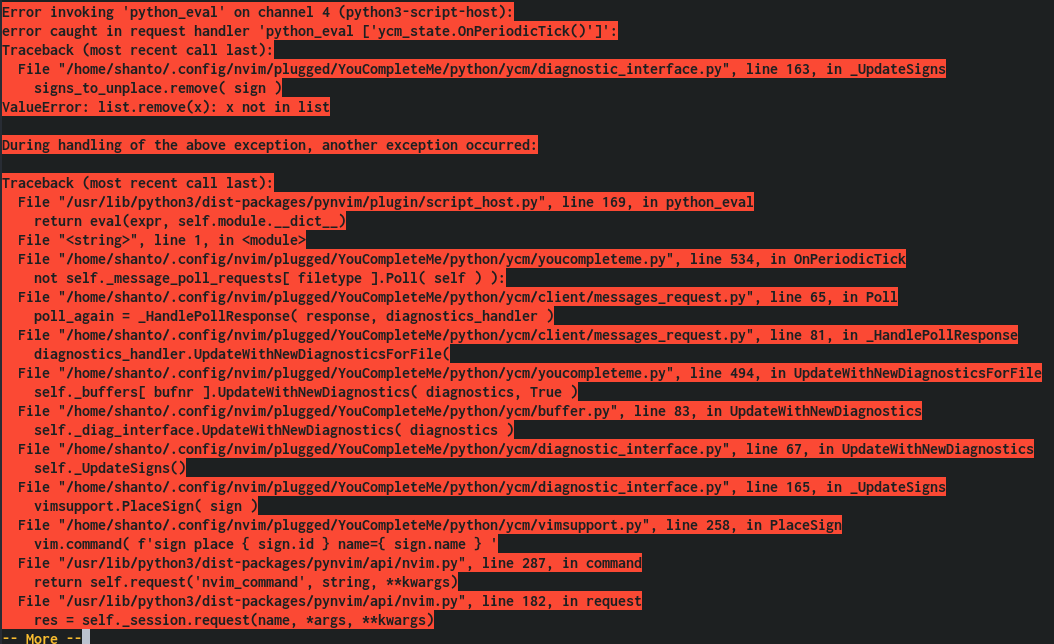 Error invoking 'python_eval' on channel 4 (python3-script-host):
error caught in request handler 'python_eval ['ycm_state.OnPeriodicTick()']':
Traceback (most recent call last):
  File "/home/shanto/.config/nvim/plugged/YouCompleteMe/python/ycm/diagnostic_interface.py", line 163, in _UpdateSigns
    signs_to_unplace.remove( sign )
ValueError: list.remove(x): x not in list

During handling of the above exception, another exception occurred:

Traceback (most recent call last):
  File "/usr/lib/python3/dist-packages/pynvim/plugin/script_host.py", line 169, in python_eval
    return eval(expr, self.module.__dict__)
  File "<string>", line 1, in <module>
  File "/home/shanto/.config/nvim/plugged/YouCompleteMe/python/ycm/youcompleteme.py", line 534, in OnPeriodicTick
    not self._message_poll_requests[ filetype ].Poll( self ) ):
  File "/home/shanto/.config/nvim/plugged/YouCompleteMe/python/ycm/client/messages_request.py", line 65, in Poll
    poll_again = _HandlePollResponse( response, diagnostics_handler )
  File "/home/shanto/.config/nvim/plugged/YouCompleteMe/python/ycm/client/messages_request.py", line 81, in _HandlePollResponse
    diagnostics_handler.UpdateWithNewDiagnosticsForFile(
  File "/home/shanto/.config/nvim/plugged/YouCompleteMe/python/ycm/youcompleteme.py", line 494, in UpdateWithNewDiagnosticsForFile
    self._buffers[ bufnr ].UpdateWithNewDiagnostics( diagnostics, True )
  File "/home/shanto/.config/nvim/plugged/YouCompleteMe/python/ycm/buffer.py", line 83, in UpdateWithNewDiagnostics
    self._diag_interface.UpdateWithNewDiagnostics( diagnostics )
  File "/home/shanto/.config/nvim/plugged/YouCompleteMe/python/ycm/diagnostic_interface.py", line 67, in UpdateWithNewDiagnostics
    self._UpdateSigns()
  File "/home/shanto/.config/nvim/plugged/YouCompleteMe/python/ycm/diagnostic_interface.py", line 165, in _UpdateSigns
    vimsupport.PlaceSign( sign )
  File "/home/shanto/.config/nvim/plugged/YouCompleteMe/python/ycm/vimsupport.py", line 258, in PlaceSign
    vim.command( f'sign place { sign.id } name={ sign.name } '
  File "/usr/lib/python3/dist-packages/pynvim/api/nvim.py", line 287, in command
    return self.request('nvim_command', string, **kwargs)
  File "/usr/lib/python3/dist-packages/pynvim/api/nvim.py", line 182, in request
    res = self._session.request(name, *args, **kwargs)
-- More --